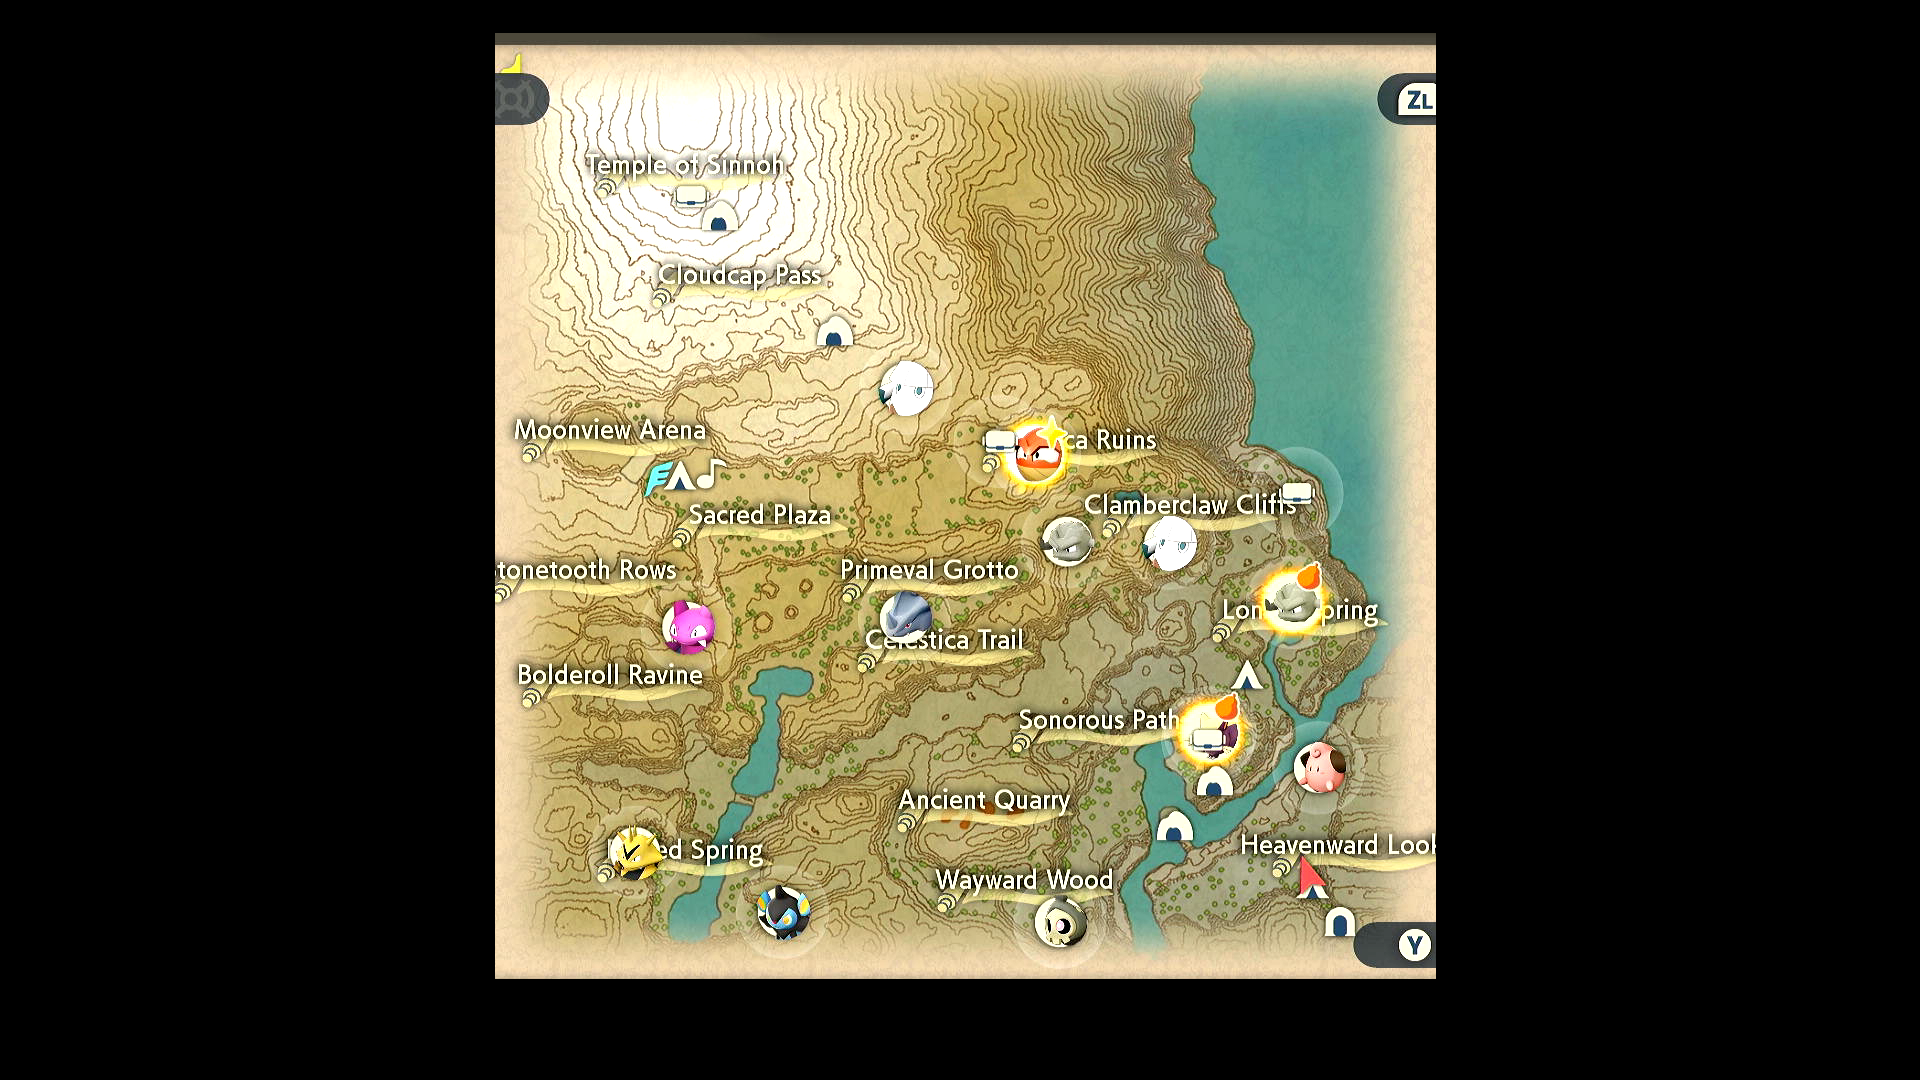 ZL
Temple of Sinnoh
Cloudcap Pass
Moonview Arena
ca Ruins
Clamberclaw Cliffs
Sacred Plaza
tonetooth Rows
Primeval Grotto
Lon pring
Celestica Trail
Bolderoll Ravine
Sonorous Path
Ancient Quarry
Heavenward Look
ed Spring
Wayward Wood
Y